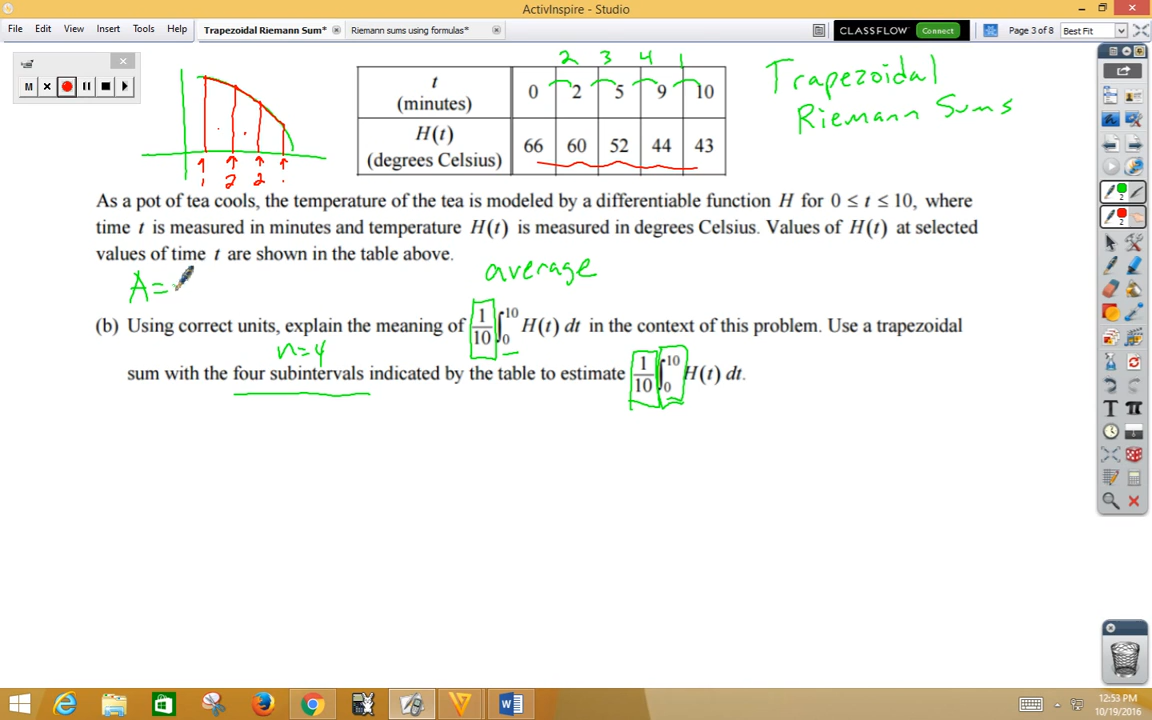 ActivInspire - Studio
File Edit View Insert Tools Help
Trapezoidal Riemann Sum* Riemann sums using formulas*
CLASSFLOW Connect Page 3 of 8 Best Fit
M
2 3 4 1
t (minutes) 0 2 5 9 10
H(t) (degrees Celsius) 66 60 52 44 43
Trapezoidal
Riemann Sums
1 2 2
As a pot of tea cools, the temperature of the tea is modeled by a differentiable function H for 0 ≤ t ≤ 10, where
time t is measured in minutes and temperature H(t) is measured in degrees Celsius. Values of H(t) at selected
values of time t are shown in the table above.
A=
average
(b) Using correct units, explain the meaning of 1/10 ∫₀¹⁰ H(t) dt in the context of this problem. Use a trapezoidal
n=4
sum with the four subintervals indicated by the table to estimate 1/10 ∫₀¹⁰ H(t) dt.
2
2
12:53 PM
10/19/2016